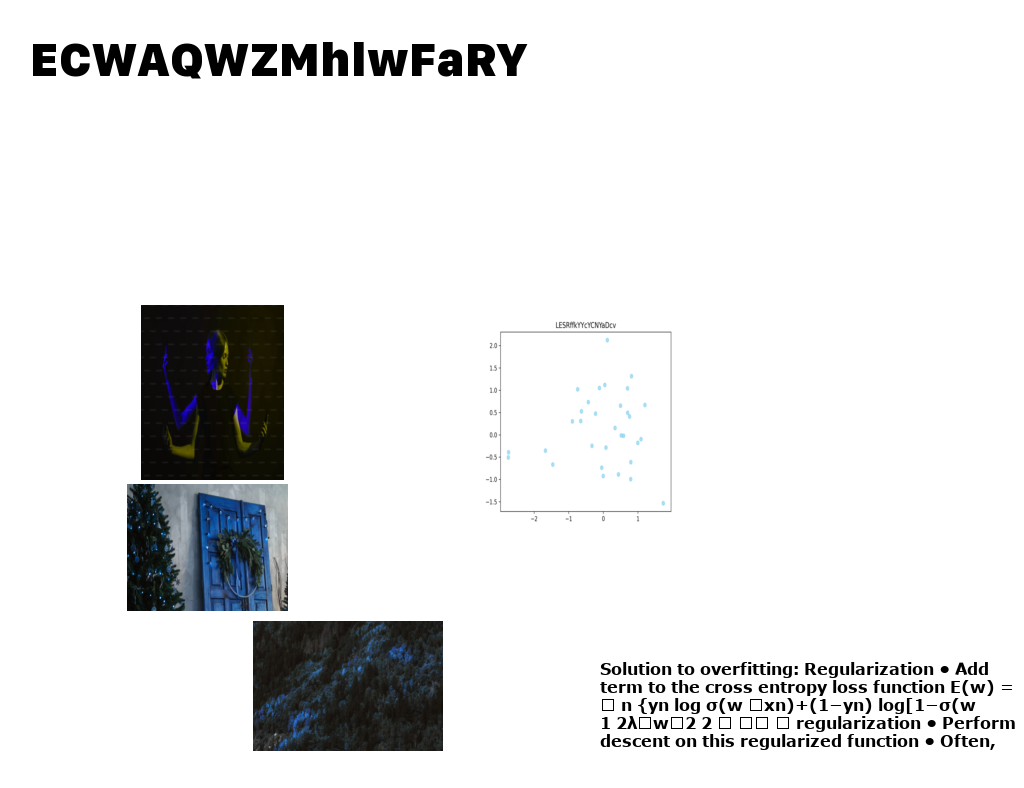 ECWAQWZMhlwFaRY
LESRffkYYcYCNYaDcv
2.0
1.5
1.0
0.5
0.0
−0.5
−1.0
−1.5
−2 −1 0 1
Solution to overfitting: Regularization • Add
term to the cross entropy loss function E(w) =
□ n {yn log σ(w □xn)+(1−yn) log[1−σ(w
1 2λ□w□2 2 □ □□ □ regularization • Perform
descent on this regularized function • Often,